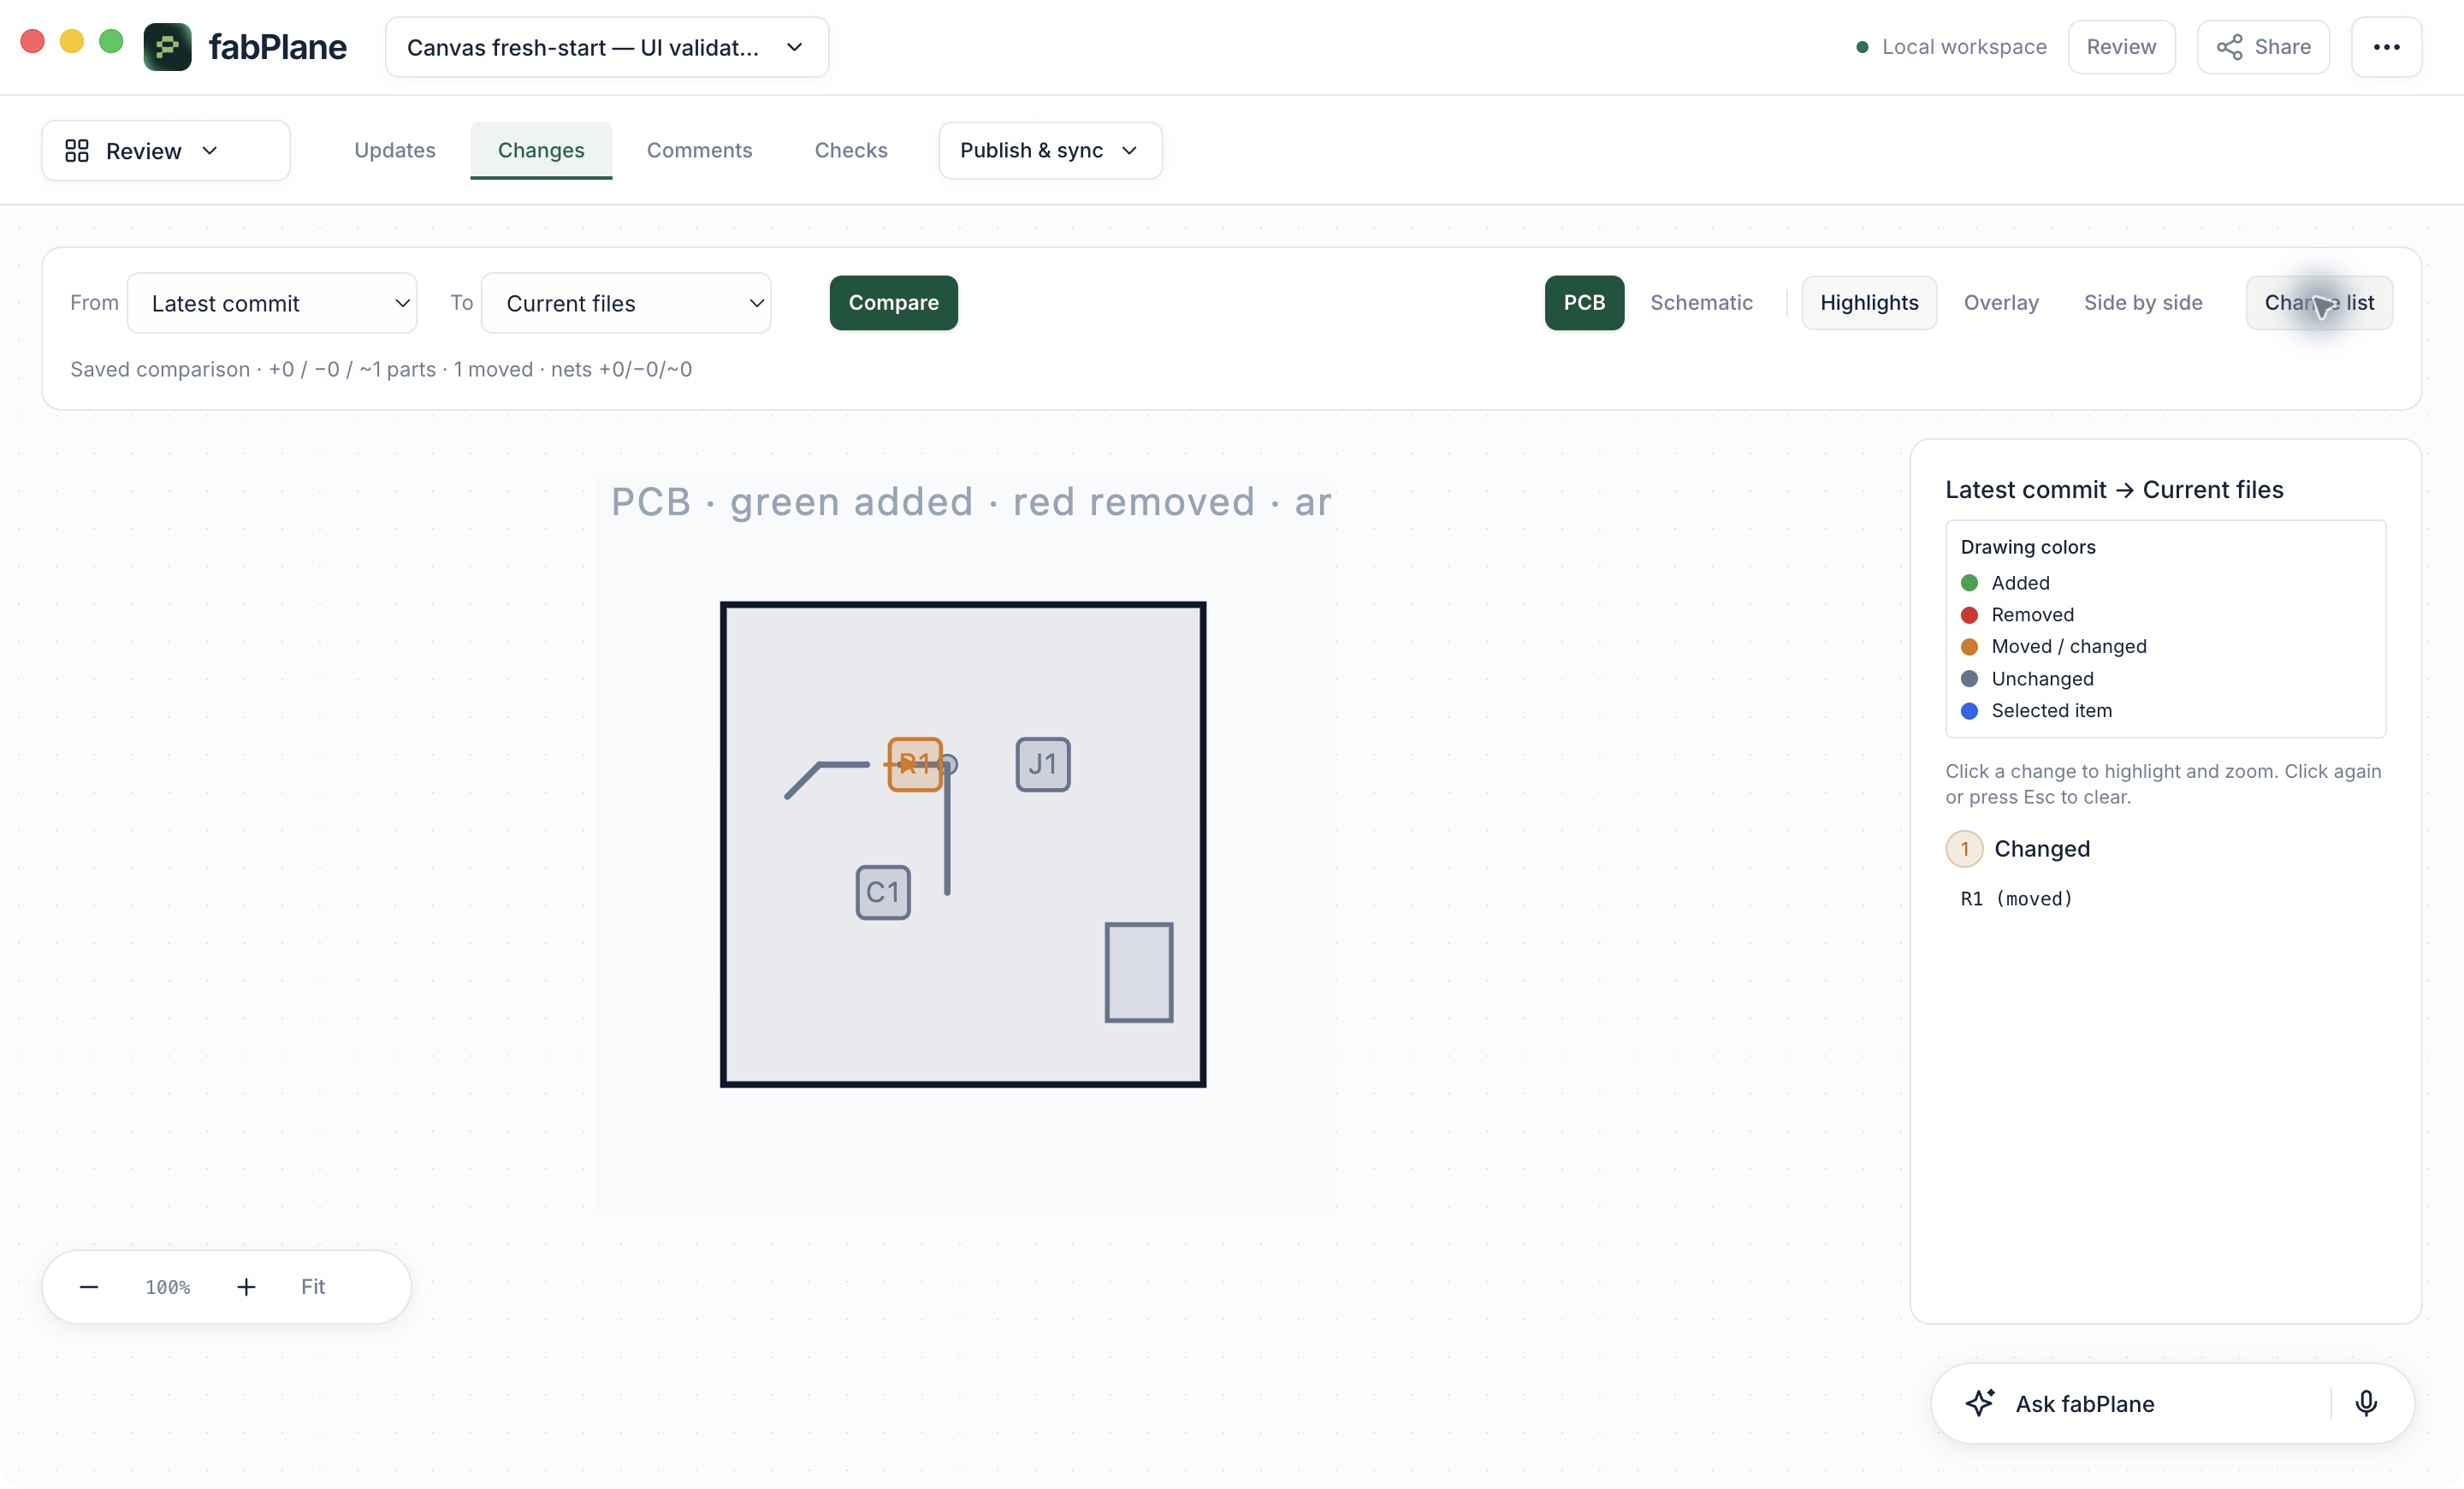 fabPlane
Canvas fresh-start — UI validat...
Local workspace
Review
Share
Review
Updates
Changes
Comments
Checks
Publish & sync
From
Latest commit
To
Current files
Compare
PCB
Schematic
Highlights
Overlay
Side by side
list
Saved comparison · +0 / −0 / ~1 parts · 1 moved · nets +0/−0/~0
PCB · green added · red removed · ar
R1
J1
C1
Latest commit → Current files
Drawing colors
Added
Removed
Moved / changed
Unchanged
Selected item
Click a change to highlight and zoom. Click again
or press Esc to clear.
1 Changed
R1 (moved)
100%
Fit
Ask fabPlane